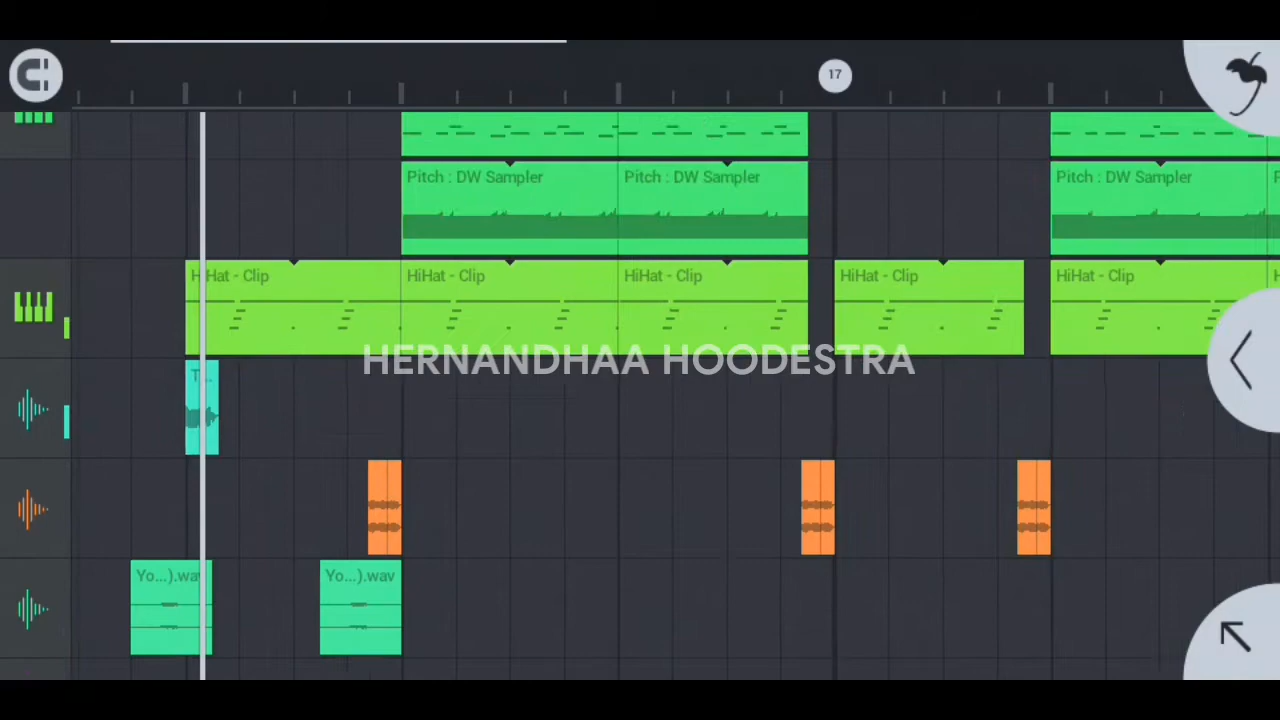 17
Pitch : DW Sampler Pitch : DW Sampler Pitch : DW Sampler
HiHat - Clip HiHat - Clip HiHat - Clip HiHat - Clip HiHat - Clip
HERNANDHAA HOODESTRA
T...
Yo...).wav Yo...).wav